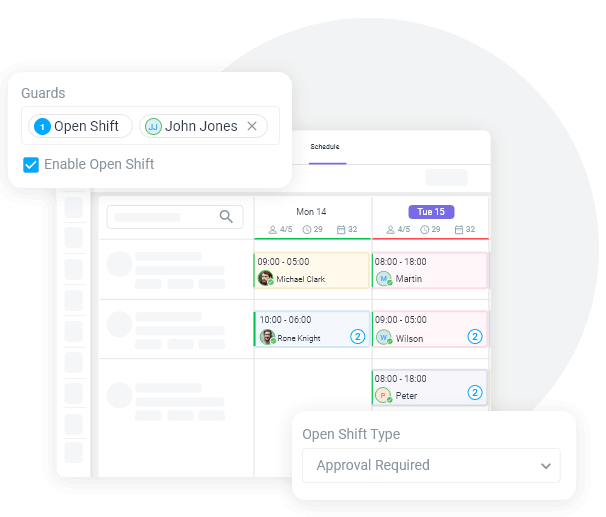 Guards
1 Open Shift JJ John Jones
Enable Open Shift
Schedule
Mon 14 Tue 15
4/5 29 32 4/5 29 32
09:00 - 05:00 08:00 - 18:00
Michael Clark M Martin
10:00 - 06:00 09:00 - 05:00
Rone Knight 2 W Wilson 2
08:00 - 18:00
P Peter 2
Open Shift Type
Approval Required